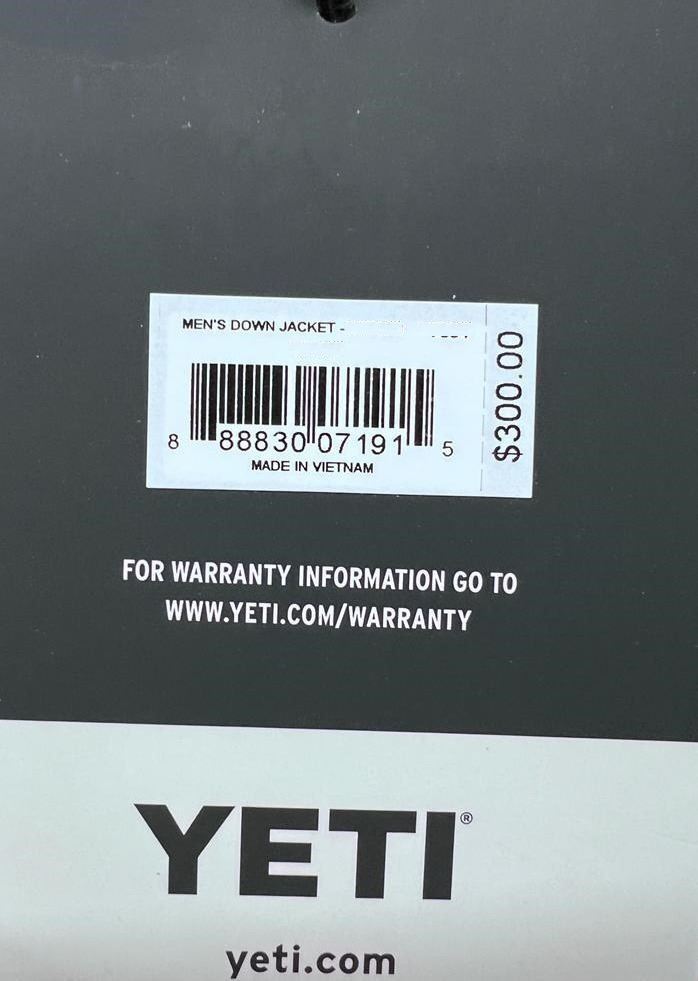 MEN'S DOWN JACKET -
$300.00
8 88830 07191 5
MADE IN VIETNAM
FOR WARRANTY INFORMATION GO TO
WWW.YETI.COM/WARRANTY
YETI®
yeti.com